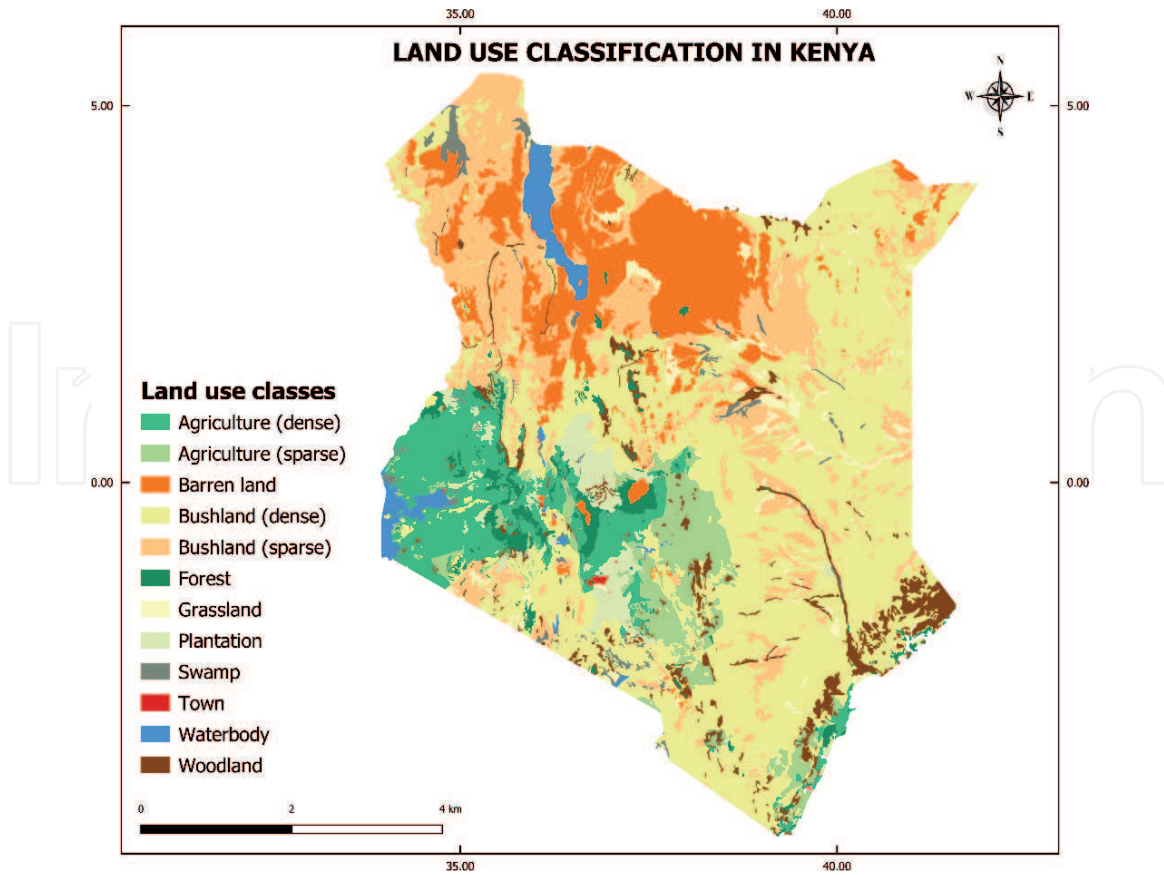 35.00 40.00
LAND USE CLASSIFICATION IN KENYA
N
W E
S
5.00 5.00
Land use classes
Agriculture (dense)
Agriculture (sparse)
0.00 0.00
Barren land
Bushland (dense)
Bushland (sparse)
Forest
Grassland
Plantation
Swamp
Town
Waterbody
Woodland
0 2 4 km
35.00 40.00